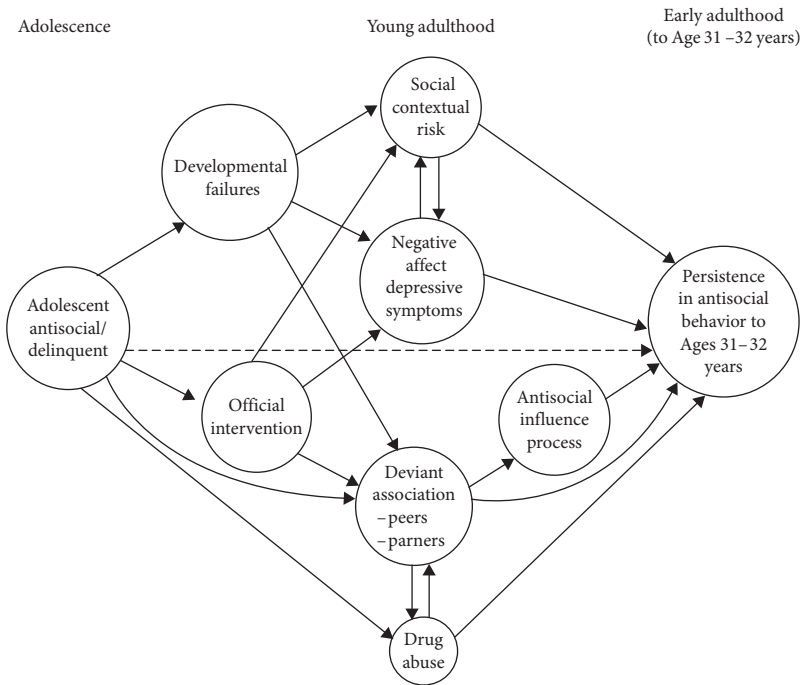 Adolescence
Young adulthood
Early adulthood
(to Age 31–32 years)
Social
contextual
risk
Developmental
failures
Negative
affect
depressive
symptoms
Persistence
in antisocial
behavior to
Ages 31–32
years
Adolescent
antisocial/
delinquent
Official
intervention
Antisocial
influence
process
Deviant
association
–peers
–parners
Drug
abuse